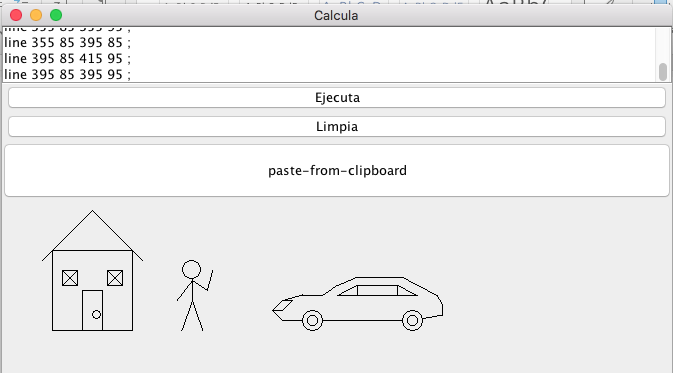 Calcula
line 355 85 395 85 ;
line 395 85 415 95 ;
line 395 85 395 95 ;
Ejecuta
Limpia
paste-from-clipboard